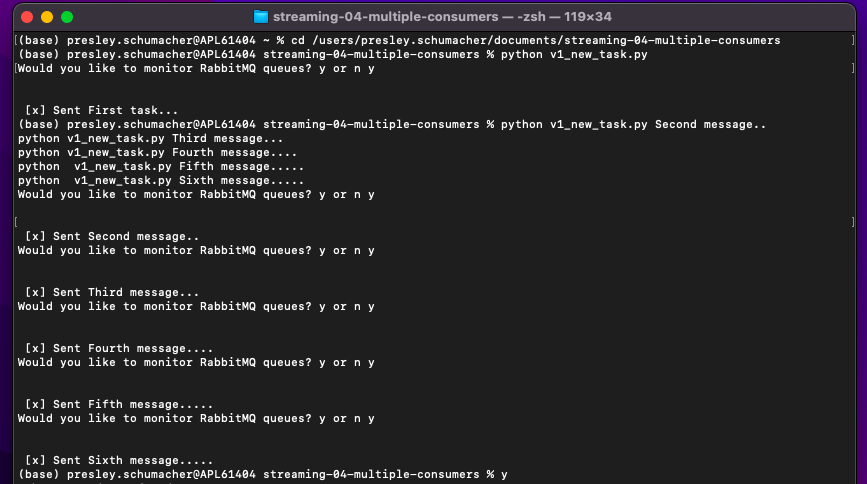 streaming-04-multiple-consumers — -zsh — 119×34
[(base) presley.schumacher@APL61404 ~ % cd /users/presley.schumacher/documents/streaming-04-multiple-consumers ]
(base) presley.schumacher@APL61404 streaming-04-multiple-consumers % python v1_new_task.py
[Would you like to monitor RabbitMQ queues? y or n y ]
[x] Sent First task...
(base) presley.schumacher@APL61404 streaming-04-multiple-consumers % python v1_new_task.py Second message..
python v1_new_task.py Third message...
python v1_new_task.py Fourth message....
python  v1_new_task.py Fifth message.....
python  v1_new_task.py Sixth message.....
Would you like to monitor RabbitMQ queues? y or n y
[ ]
[x] Sent Second message..
Would you like to monitor RabbitMQ queues? y or n y
[x] Sent Third message...
Would you like to monitor RabbitMQ queues? y or n y
[x] Sent Fourth message....
Would you like to monitor RabbitMQ queues? y or n y
[x] Sent Fifth message.....
Would you like to monitor RabbitMQ queues? y or n y
[x] Sent Sixth message.....
(base) presley.schumacher@APL61404 streaming-04-multiple-consumers % y